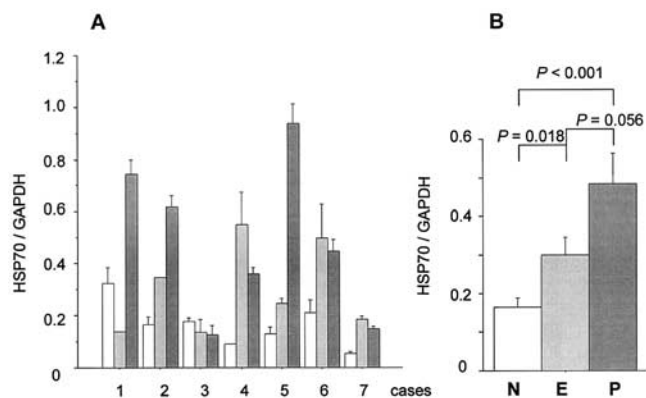 A
HSP70 / GAPDH
1.2
1.0
0.8
0.6
0.4
0.2
0
1 2 3 4 5 6 7 cases
B
P < 0.001
P = 0.018 P = 0.056
HSP70 / GAPDH
0.6
0.4
0.2
0
N E P